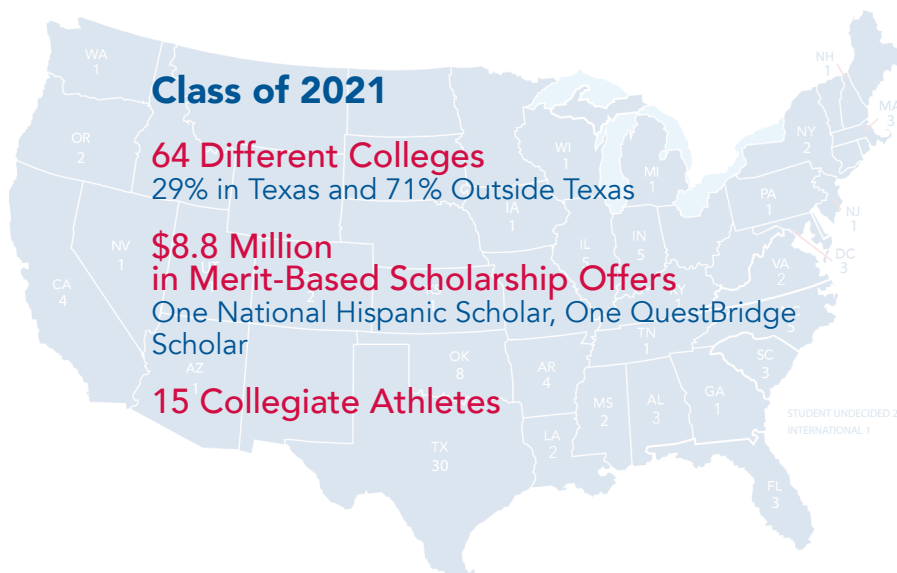 Class of 2021
64 Different Colleges
29% in Texas and 71% Outside Texas
$8.8 Million
in Merit-Based Scholarship Offers
One National Hispanic Scholar, One QuestBridge
Scholar
15 Collegiate Athletes
WA
1
OR
2
CA
4
NV
1
AZ
2
OK
8
TX
30
AR
4
LA
2
MS
2
AL
3
GA
1
FL
3
SC
3
TN
1
5
VA
2
DC
3
NJ
1
PA
1
NY
2
MA
3
NH
1
MI
1
WI
1
IA
1
IL
5
IN
5
STUDENT UNDECIDED 2
INTERNATIONAL 1